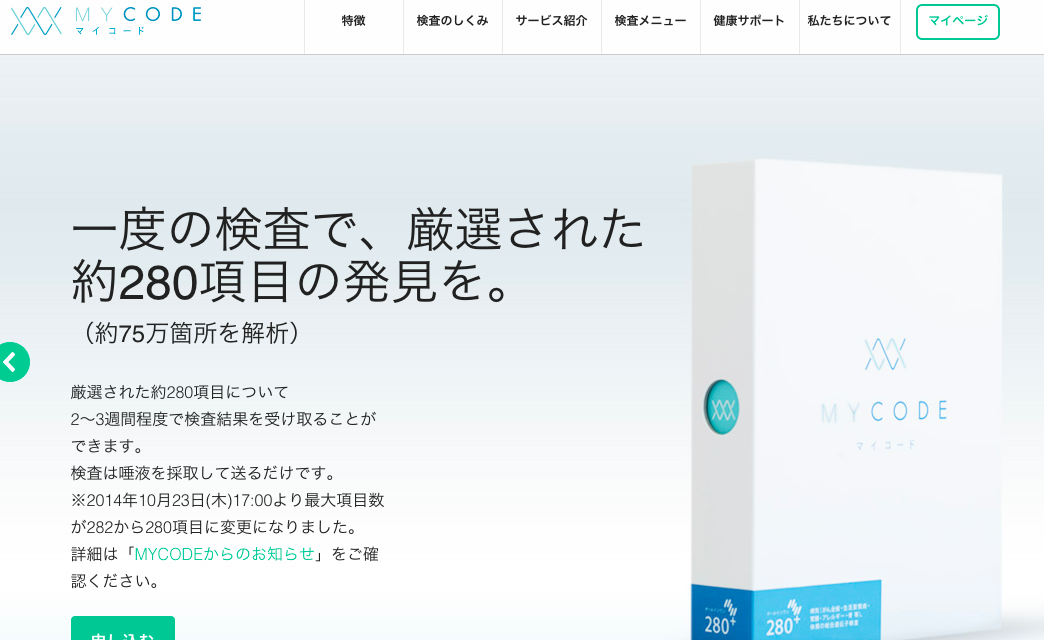 MYCODE
マイコード
特徴
検査のしくみ
サービス紹介
検査メニュー
健康サポート
私たちについて
マイページ
一度の検査で、厳選された
約280項目の発見を。
（約75万箇所を解析）
厳選された約280項目について
2〜3週間程度で検査結果を受け取ることが
できます。
検査は唾液を採取して送るだけです。
※2014年10月23日(木)17:00より最大項目数
が282から280項目に変更になりました。
詳細は「MYCODEからのお知らせ」をご確
認ください。
申し込む
MYCODE
マイコード
280+
280+